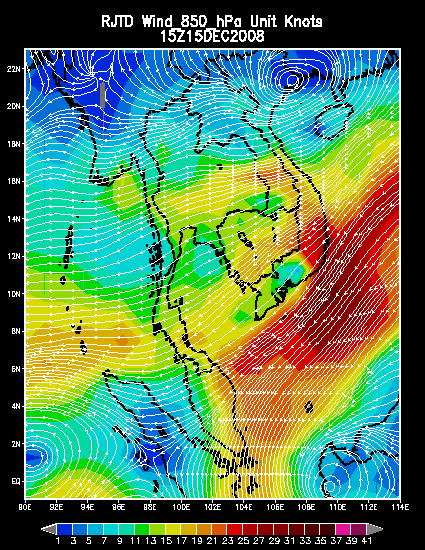 RJTD Wind 850 hPa Unit Knots
15Z15DEC2008
22N
20N
18N
16N
14N
12N
10N
8N
6N
4N
2N
EQ
90E 92E 94E 96E 98E 100E 102E 104E 106E 108E 110E 112E 114E
1 3 5 7 9 11 13 15 17 19 21 23 25 27 29 31 33 35 37 39 41